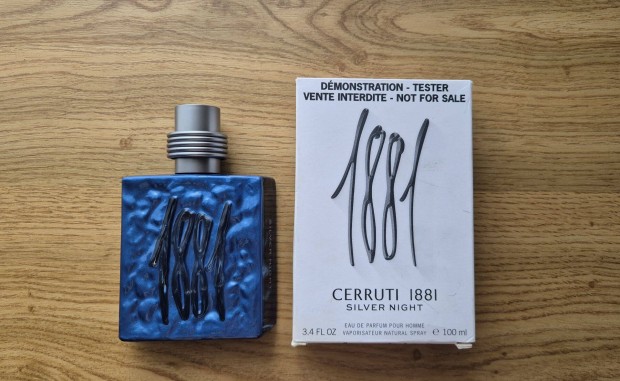 1881
DÉMONSTRATION - TESTER
VENTE INTERDITE - NOT FOR SALE
1881
CERRUTI 1881
SILVER NIGHT
EAU DE PARFUM POUR HOMME
3.4 FL OZ VAPORISATEUR NATURAL SPRAY ℮ 100 ml